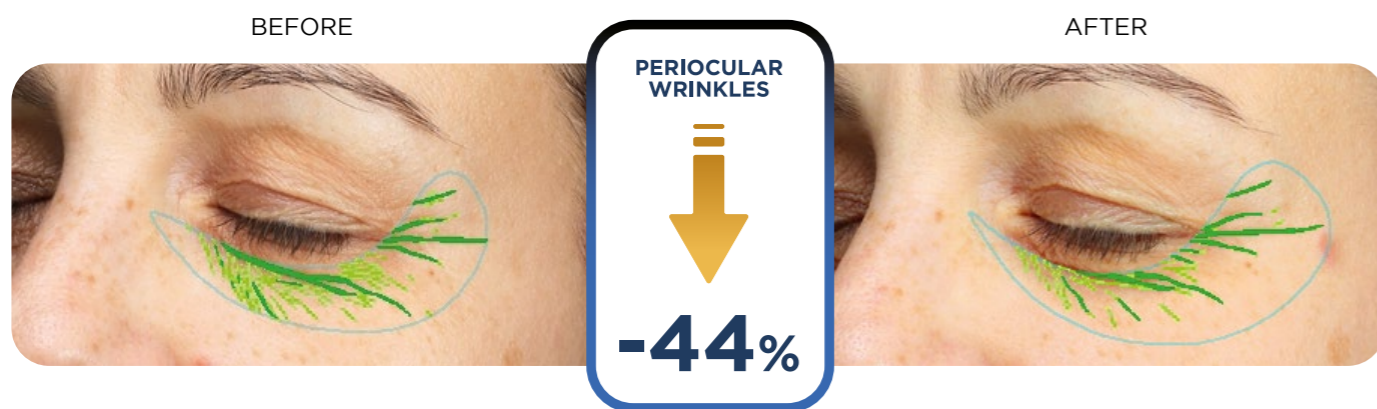 BEFORE
PERIOCULAR
WRINKLES
-44%
AFTER